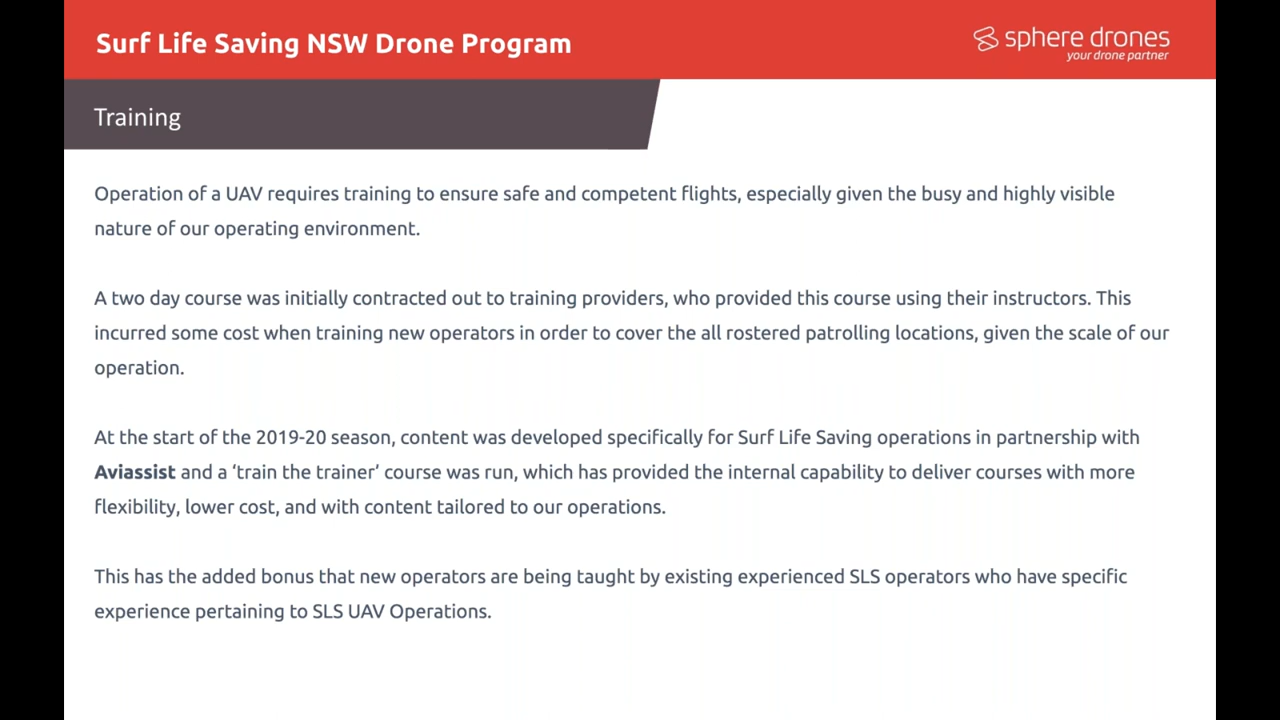 Surf Life Saving NSW Drone Program
sphere drones
your drone partner
Training
Operation of a UAV requires training to ensure safe and competent flights, especially given the busy and highly visible
nature of our operating environment.
A two day course was initially contracted out to training providers, who provided this course using their instructors. This
incurred some cost when training new operators in order to cover the all rostered patrolling locations, given the scale of our
operation.
At the start of the 2019-20 season, content was developed specifically for Surf Life Saving operations in partnership with
Aviassist and a ‘train the trainer’ course was run, which has provided the internal capability to deliver courses with more
flexibility, lower cost, and with content tailored to our operations.
This has the added bonus that new operators are being taught by existing experienced SLS operators who have specific
experience pertaining to SLS UAV Operations.